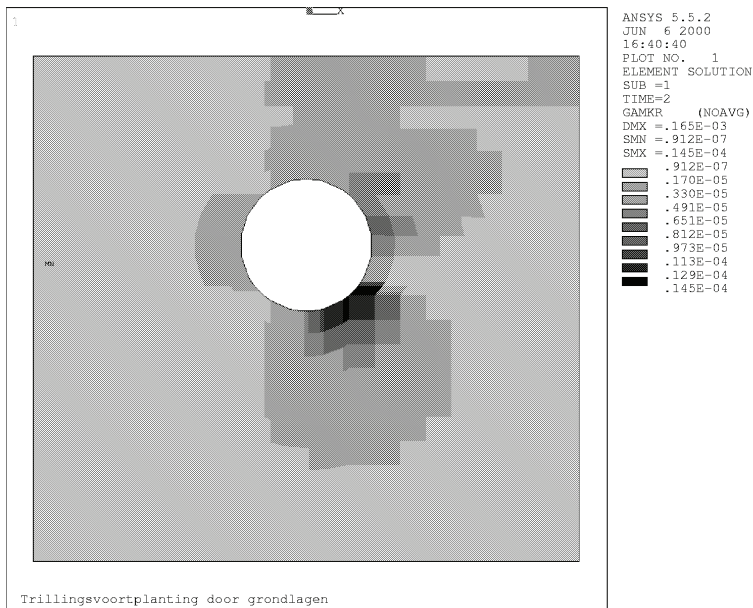 1
X
ANSYS 5.5.2
JUN 6 2000
16:40:40
PLOT NO. 1
ELEMENT SOLUTION
SUB =1
TIME=2
GAMKR (NOAVG)
DMX =.165E-03
SMN =.912E-07
SMX =.145E-04
.912E-07
.170E-05
.330E-05
.491E-05
.651E-05
.812E-05
.973E-05
.113E-04
.129E-04
.145E-04
MN
Trillingsvoortplanting door grondlagen